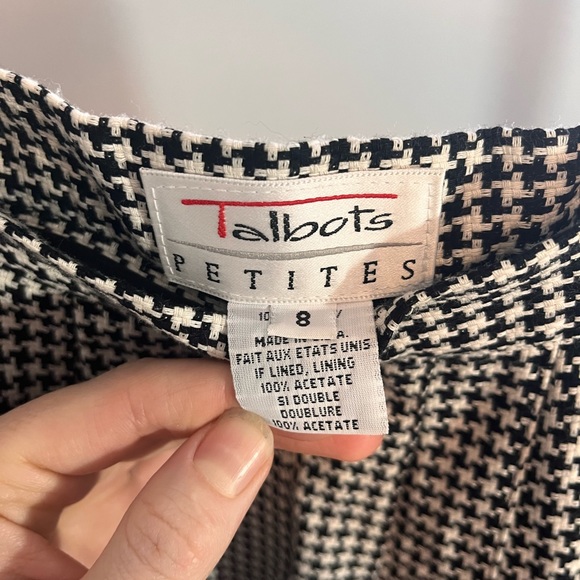 Talbots
PETITES
8
MADE IN
FAIT AUX ETATS UNIS
IF LINED, LINING
100% ACETATE
SI DOUBLE
DOUBLURE
100% ACETATE